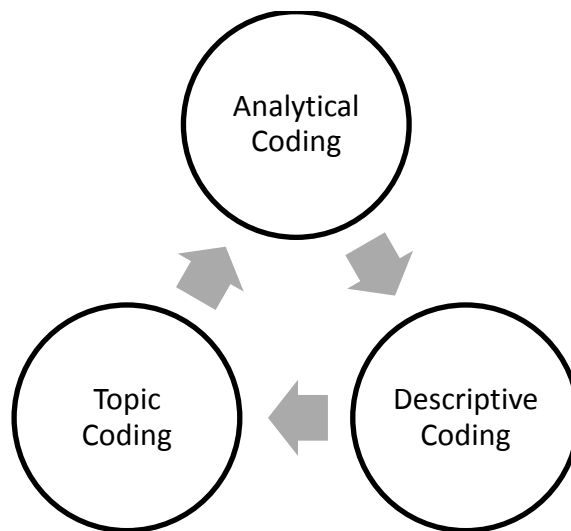 Analytical
Coding
Topic
Coding
Descriptive
Coding